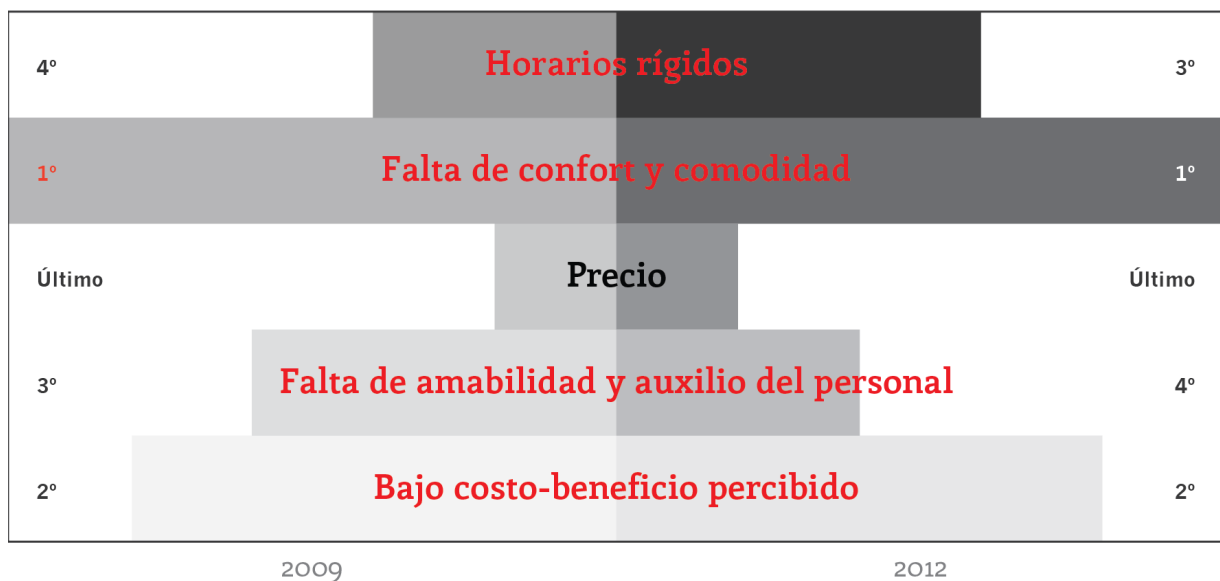 4º Horarios rígidos 3º
1º Falta de confort y comodidad 1º
Último Precio Último
3º Falta de amabilidad y auxilio del personal 4º
2º Bajo costo-beneficio percibido 2º
2009 2012